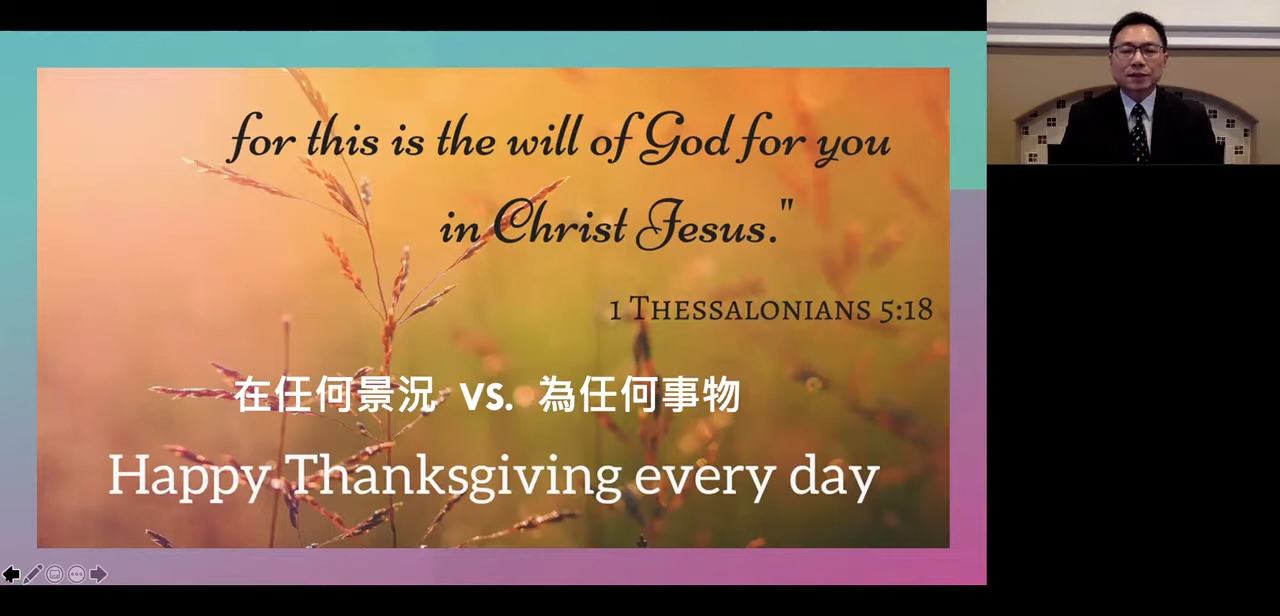 for this is the will of God for you
in Christ Jesus."
1 Thessalonians 5:18
在任何景況 vs. 為任何事物
Happy Thanksgiving every day